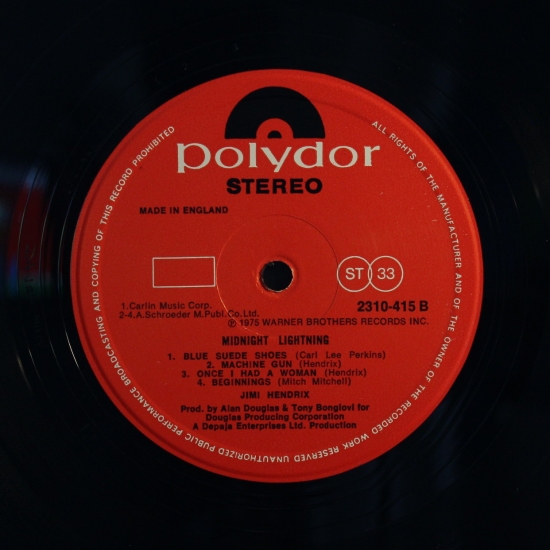 polydor
STEREO
MADE IN ENGLAND
ST 33
1.Carlin Music Corp.
2-4.A.Schroeder M.Publ.Co.Ltd.
2310-415 B
℗ 1975 WARNER BROTHERS RECORDS INC.
MIDNIGHT LIGHTNING
1. BLUE SUEDE SHOES (Carl Lee Perkins)
2. MACHINE GUN (Hendrix)
3. ONCE I HAD A WOMAN (Hendrix)
4. BEGINNINGS (Mitch Mitchell)
JIMI HENDRIX
Prod. by Alan Douglas & Tony Bongiovi for
Douglas Producing Corporation
A Depaja Enterprises Ltd. Production
ALL RIGHTS OF THE MANUFACTURER AND OF THE OWNER OF THE RECORDED WORK RESERVED UNAUTHORIZED PUBLIC PERFORMANCE BROADCASTING AND COPYING OF THIS RECORD PROHIBITED